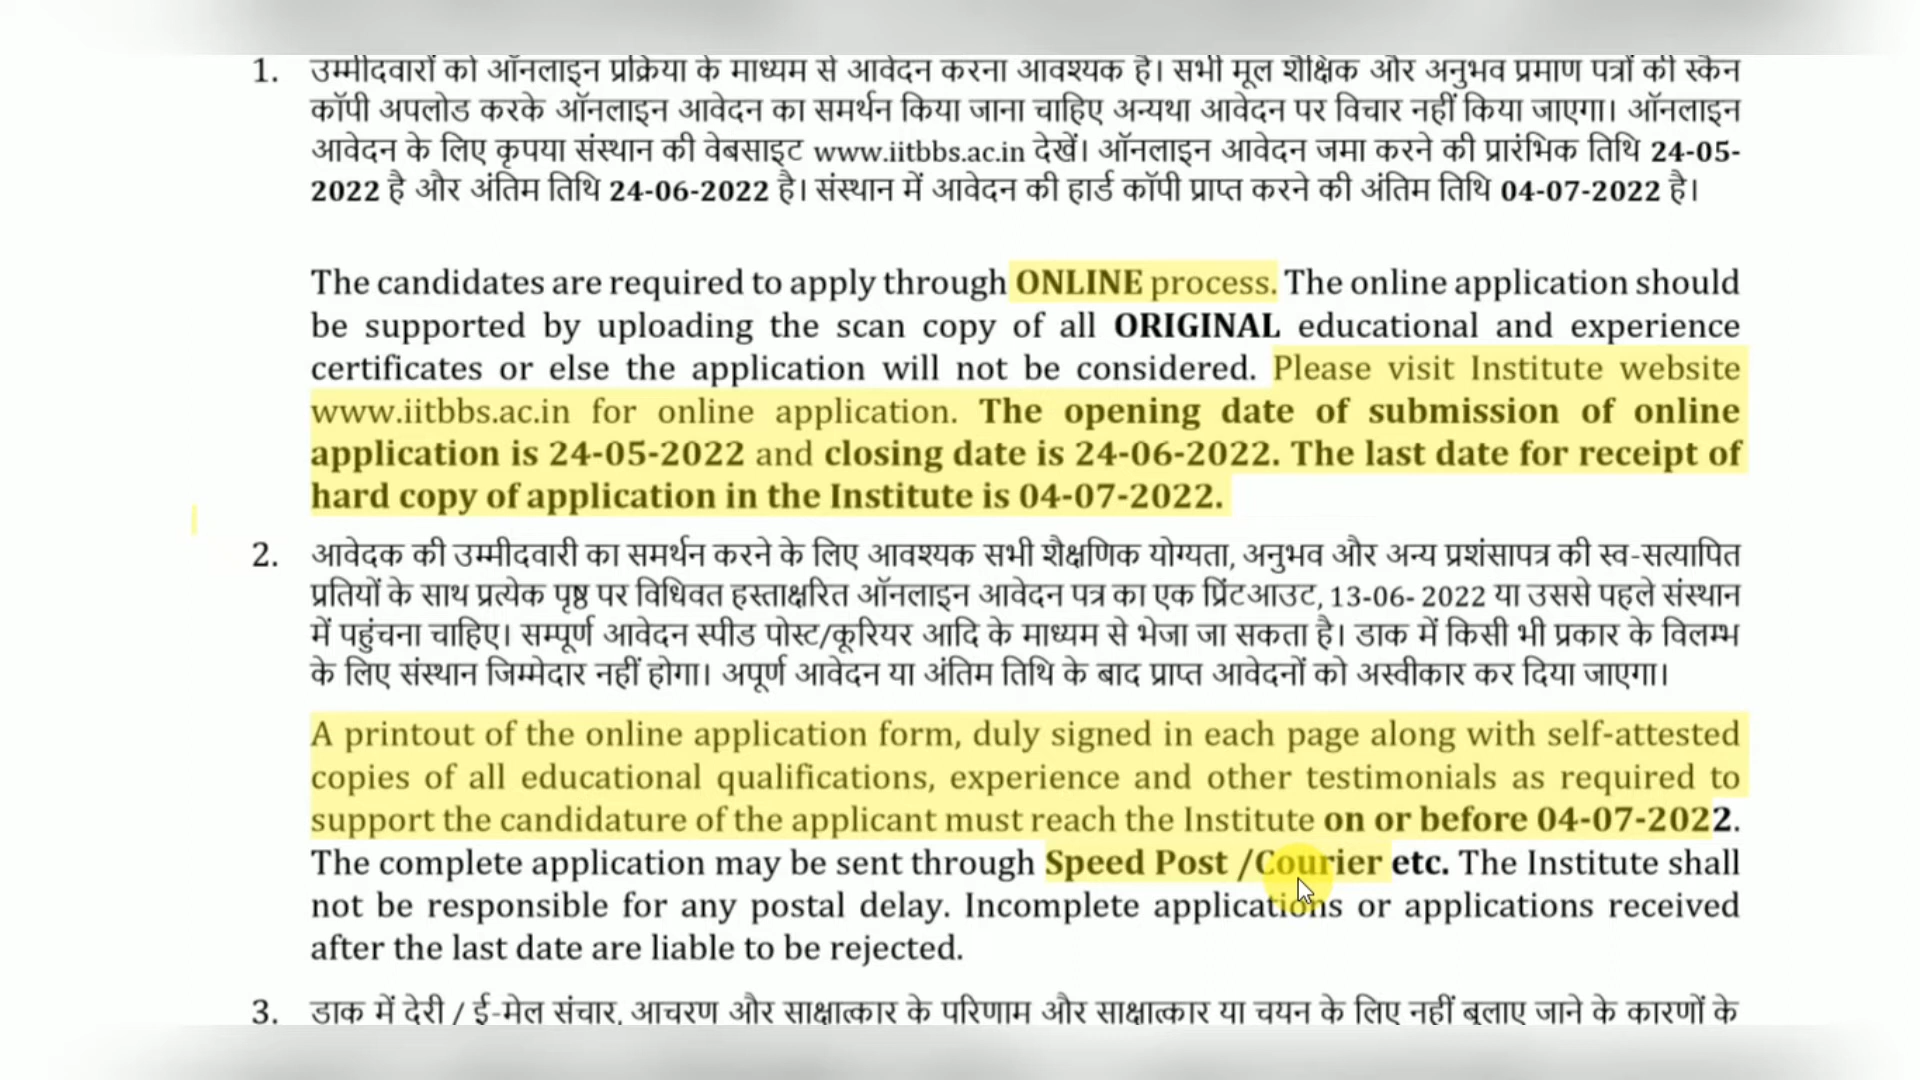 1. उम्मीदवारों को ऑनलाइन प्रक्रिया के माध्यम से आवेदन करना आवश्यक है। सभी मूल शैक्षिक और अनुभव प्रमाण पत्रों की स्कैन
कॉपी अपलोड करके ऑनलाइन आवेदन का समर्थन किया जाना चाहिए अन्यथा आवेदन पर विचार नहीं किया जाएगा। ऑनलाइन
आवेदन के लिए कृपया संस्थान की वेबसाइट www.iitbbs.ac.in देखें। ऑनलाइन आवेदन जमा करने की प्रारंभिक तिथि 24-05-
2022 है और अंतिम तिथि 24-06-2022 है। संस्थान में आवेदन की हार्ड कॉपी प्राप्त करने की अंतिम तिथि 04-07-2022 है।
The candidates are required to apply through ONLINE process. The online application should
be supported by uploading the scan copy of all ORIGINAL educational and experience
certificates or else the application will not be considered. Please visit Institute website
www.iitbbs.ac.in for online application. The opening date of submission of online
application is 24-05-2022 and closing date is 24-06-2022. The last date for receipt of
hard copy of application in the Institute is 04-07-2022.
2. आवेदक की उम्मीदवारी का समर्थन करने के लिए आवश्यक सभी शैक्षणिक योग्यता, अनुभव और अन्य प्रशंसापत्र की स्व-सत्यापित
प्रतियों के साथ प्रत्येक पृष्ठ पर विधिवत हस्ताक्षरित ऑनलाइन आवेदन पत्र का एक प्रिंटआउट, 13-06- 2022 या उससे पहले संस्थान
में पहुंचना चाहिए। सम्पूर्ण आवेदन स्पीड पोस्ट/कूरियर आदि के माध्यम से भेजा जा सकता है। डाक में किसी भी प्रकार के विलम्ब
के लिए संस्थान जिम्मेदार नहीं होगा। अपूर्ण आवेदन या अंतिम तिथि के बाद प्राप्त आवेदनों को अस्वीकार कर दिया जाएगा।
A printout of the online application form, duly signed in each page along with self-attested
copies of all educational qualifications, experience and other testimonials as required to
support the candidature of the applicant must reach the Institute on or before 04-07-2022.
The complete application may be sent through Speed Post /Courier etc. The Institute shall
not be responsible for any postal delay. Incomplete applications or applications received
after the last date are liable to be rejected.
3. डाक में देरी / ई-मेल संचार, आचरण और साक्षात्कार के परिणाम और साक्षात्कार या चयन के लिए नहीं बुलाए जाने के कारणों के